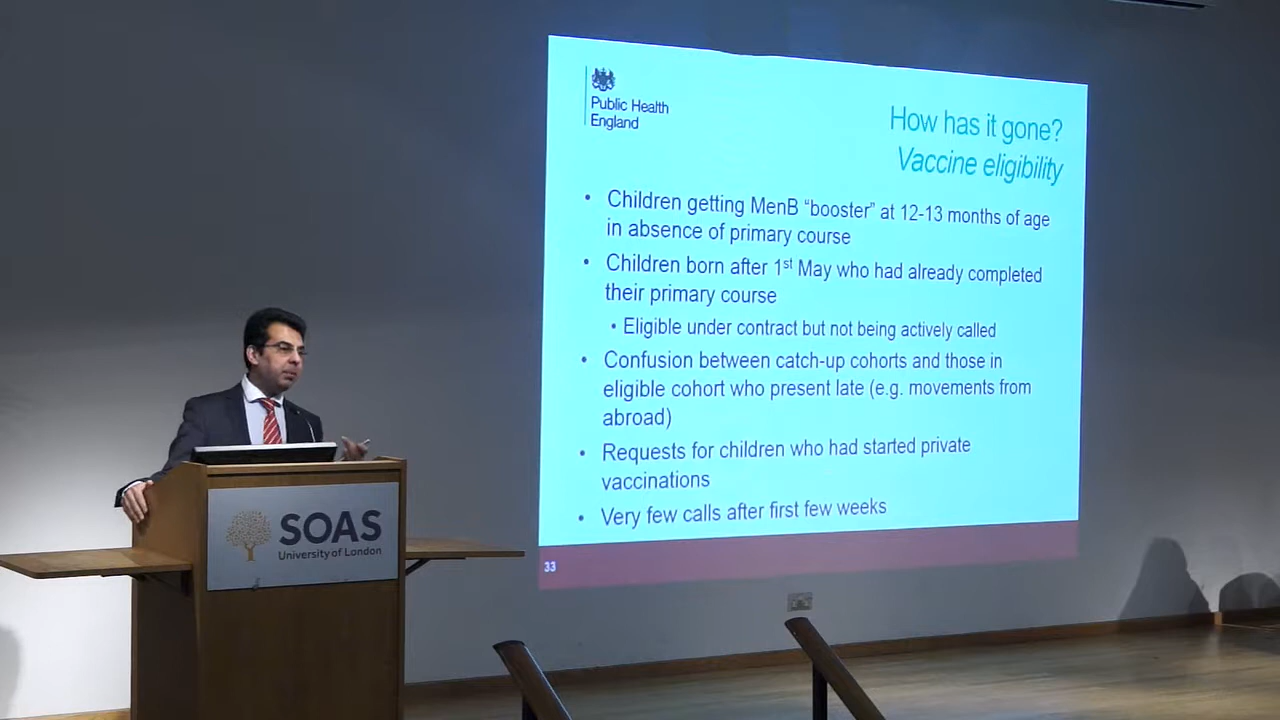 Public Health
England
How has it gone?
Vaccine eligibility
• Children getting MenB “booster” at 12-13 months of age
in absence of primary course
• Children born after 1st May who had already completed
their primary course
• Eligible under contract but not being actively called
• Confusion between catch-up cohorts and those in
eligible cohort who present late (e.g. movements from
abroad)
• Requests for children who had started private
vaccinations
• Very few calls after first few weeks
33
SOAS
University of London